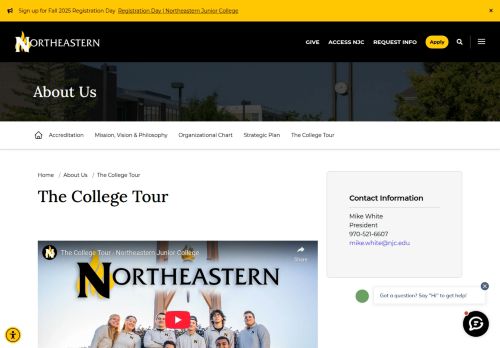 Sign up for Fall 2025 Registration Day Registration Day | Northeastern Junior College ×
NORTHEASTERN GIVE ACCESS NJC REQUEST INFO Apply
About Us
Accreditation Mission, Vision & Philosophy Organizational Chart Strategic Plan The College Tour
Home / About Us / The College Tour
The College Tour
Contact Information
Mike White
President
970-521-6607
mike.white@njc.edu
The College Tour - Northeastern Junior College
Share
NORTHEASTERN
Got a question? Say "Hi" to get help!